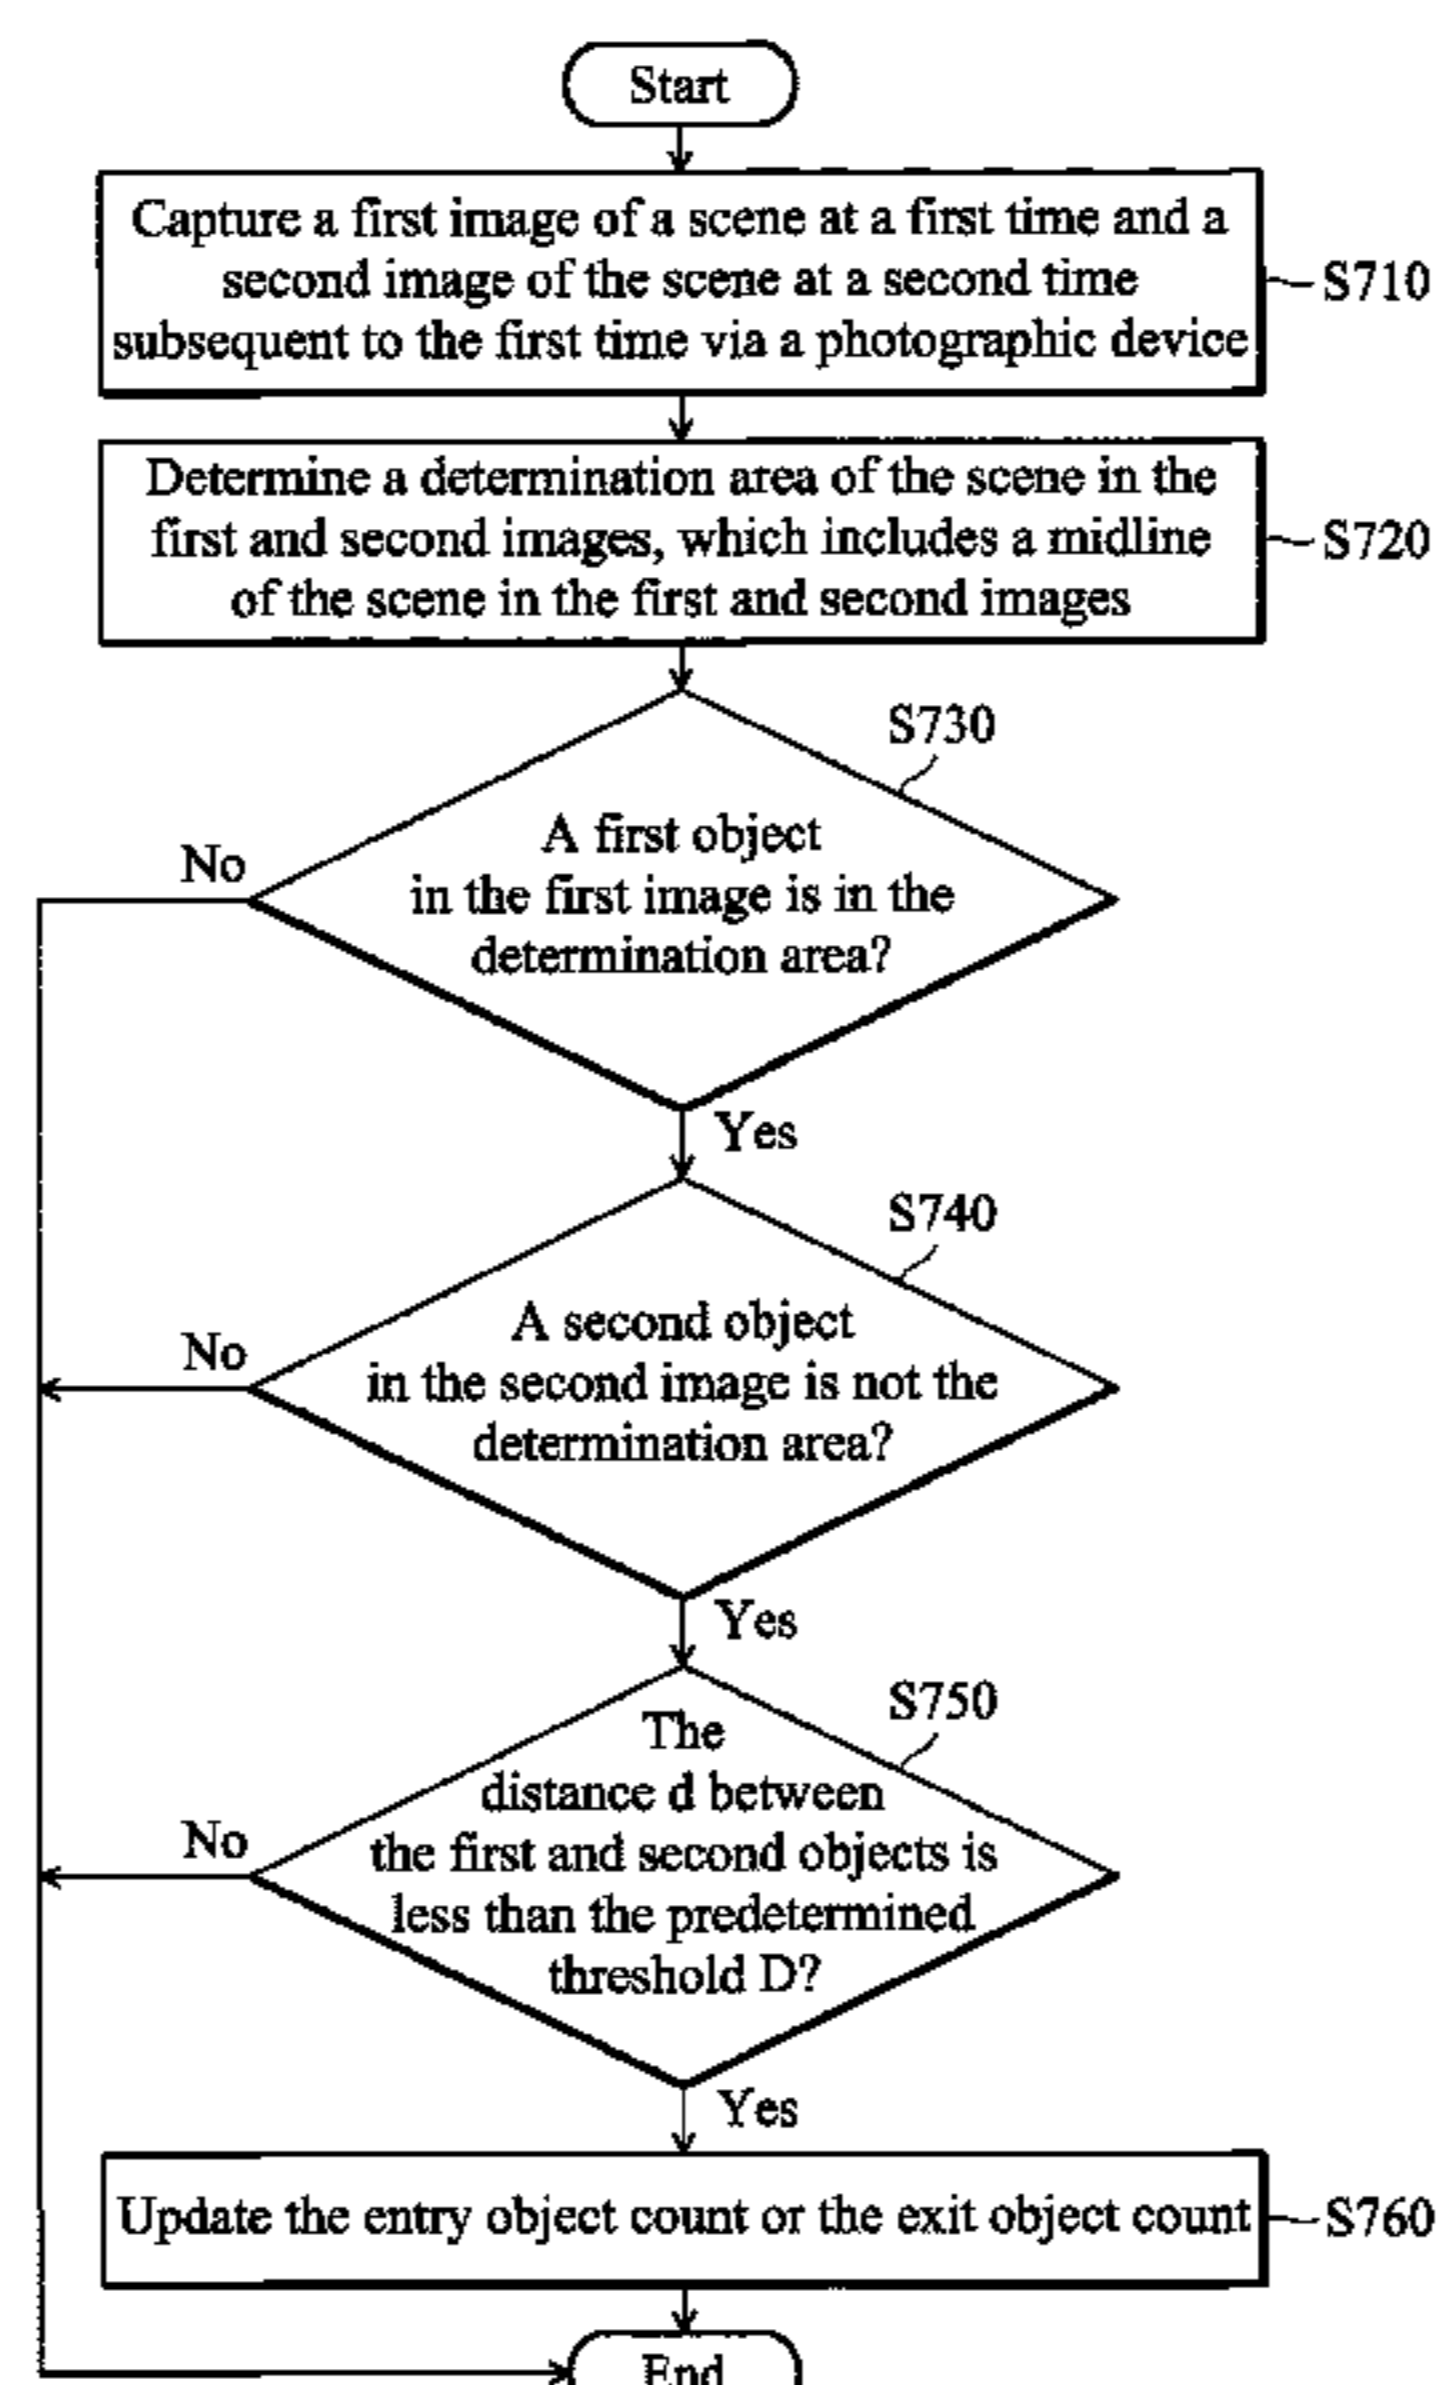 Start
Capture a first image of a scene at a first time and a
second image of the scene at a second time
subsequent to the first time via a photographic device
S710
Determine a determination area of the scene in the
first and second images, which includes a midline
of the scene in the first and second images
S720
S730
A first object
in the first image is in the
determination area?
No
Yes
S740
A second object
in the second image is not the
determination area?
No
Yes
S750
The
distance d between
the first and second objects is
less than the predetermined
threshold D?
No
Yes
Update the entry object count or the exit object count
S760
End